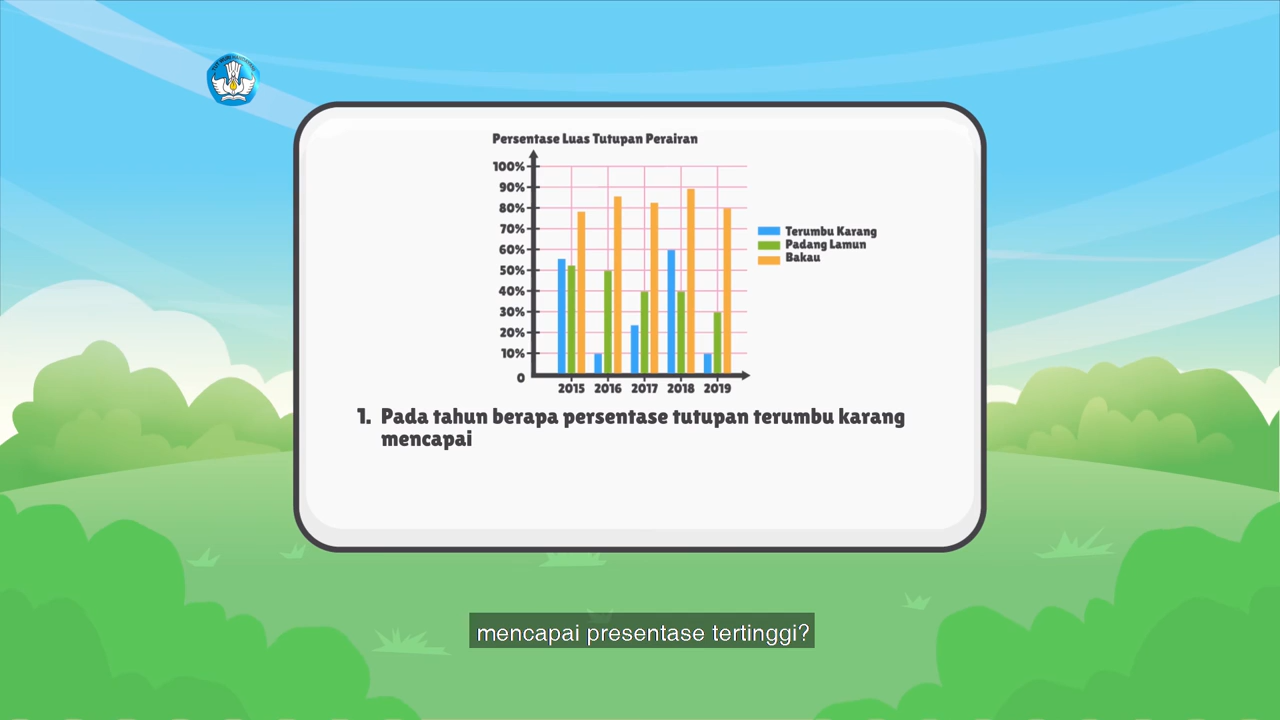 Persentase Luas Tutupan Perairan
100%
90%
80%
70%
60%
50%
40%
30%
20%
10%
0
2015 2016 2017 2018 2019
Terumbu Karang
Padang Lamun
Bakau
1. Pada tahun berapa persentase tutupan terumbu karang
mencapai
mencapai presentase tertinggi?